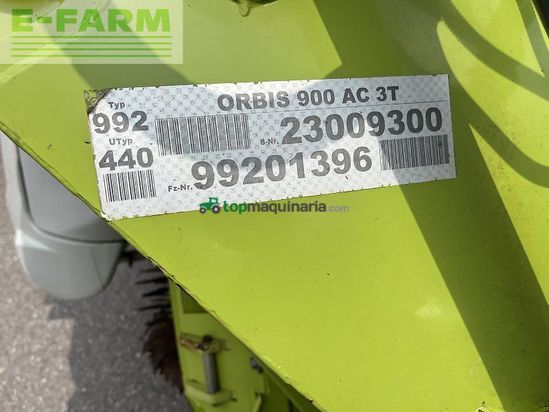 E-FARM
Typ ORBIS 900 AC 3T
992 S-Nr. 23009300
UTyp
440 Fz-Nr. 99201396
topmaquinaria.com